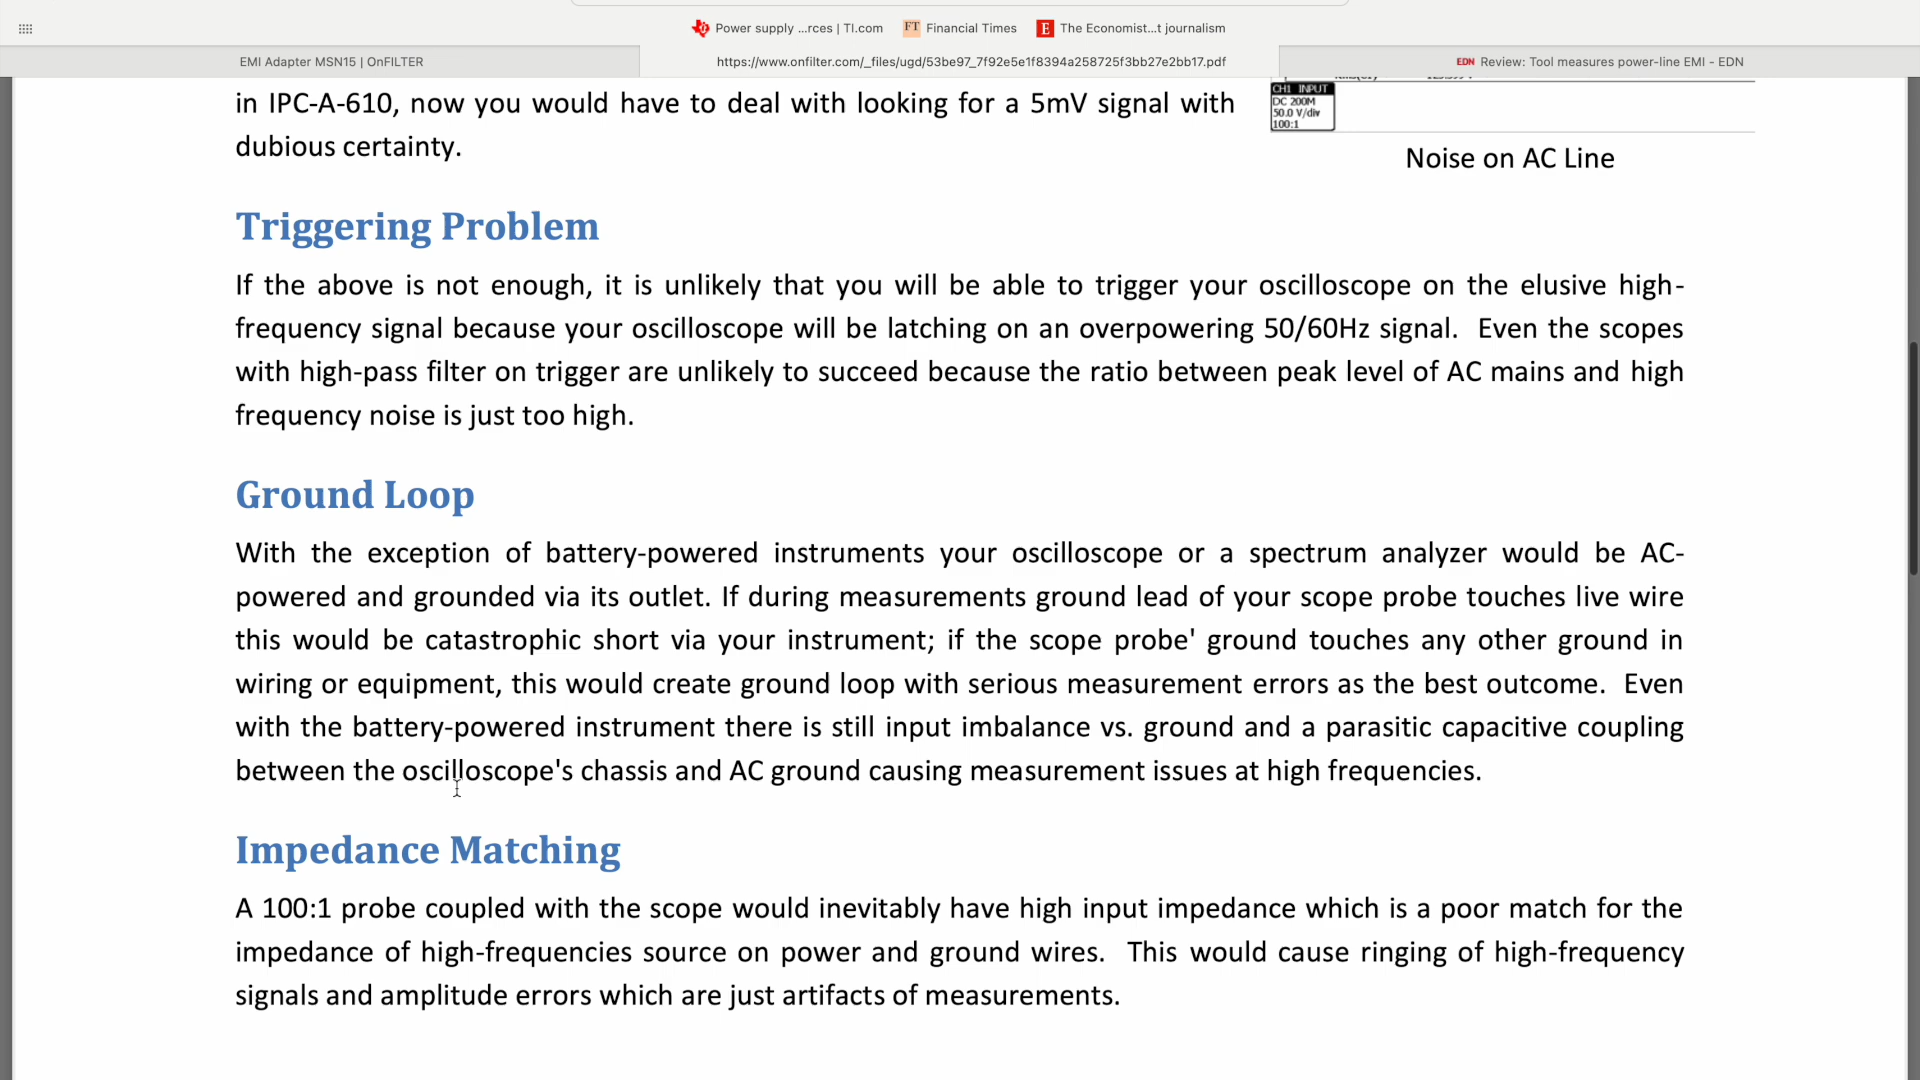 Power supply ...rces | TI.com
FT Financial Times
E The Economist...t journalism
EMI Adapter MSN15 | OnFILTER
https://www.onfilter.com/_files/ugd/53be97_7f92e5e1f8394a258725f3bb27e2bb17.pdf
EDN Review: Tool measures power-line EMI - EDN
in IPC-A-610, now you would have to deal with looking for a 5mV signal with
dubious certainty.
CH1 INPUT
DC 200M
50.0 V/div
100:1
Noise on AC Line
Triggering Problem
If the above is not enough, it is unlikely that you will be able to trigger your oscilloscope on the elusive high-
frequency signal because your oscilloscope will be latching on an overpowering 50/60Hz signal. Even the scopes
with high-pass filter on trigger are unlikely to succeed because the ratio between peak level of AC mains and high
frequency noise is just too high.
Ground Loop
With the exception of battery-powered instruments your oscilloscope or a spectrum analyzer would be AC-
powered and grounded via its outlet. If during measurements ground lead of your scope probe touches live wire
this would be catastrophic short via your instrument; if the scope probe' ground touches any other ground in
wiring or equipment, this would create ground loop with serious measurement errors as the best outcome. Even
with the battery-powered instrument there is still input imbalance vs. ground and a parasitic capacitive coupling
between the oscilloscope's chassis and AC ground causing measurement issues at high frequencies.
Impedance Matching
A 100:1 probe coupled with the scope would inevitably have high input impedance which is a poor match for the
impedance of high-frequencies source on power and ground wires. This would cause ringing of high-frequency
signals and amplitude errors which are just artifacts of measurements.